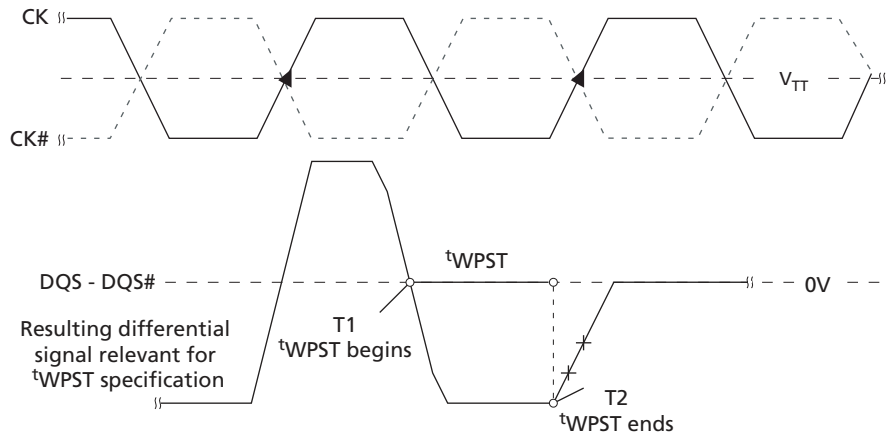 CK
V_TT
CK#
tWPST
DQS - DQS#
0V
Resulting differential
signal relevant for
tWPST specification
T1
tWPST begins
T2
tWPST ends